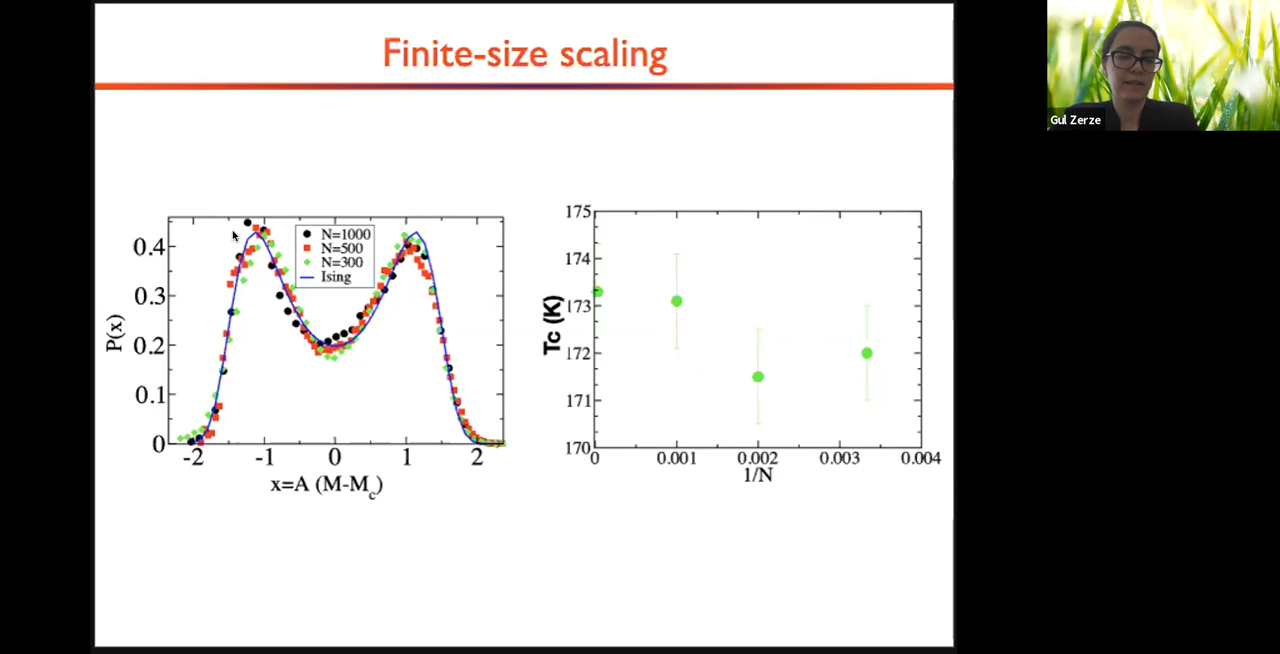 Finite-size scaling
Gul Zerze
N=1000
N=500
N=300
Ising
0.4
0.3
0.2
0.1
0
-2 -1 0 1 2
P(x)
x=A (M-Mc)
175
174
173
172
171
170
0 0.001 0.002 0.003 0.004
Tc (K)
1/N